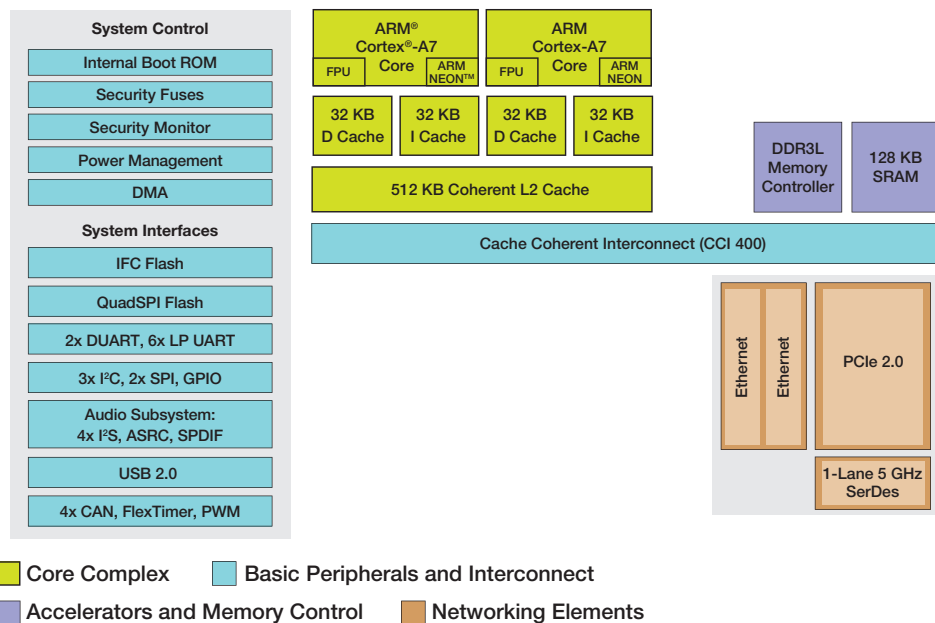 System Control
Internal Boot ROM
Security Fuses
Security Monitor
Power Management
DMA
System Interfaces
IFC Flash
QuadSPI Flash
2x DUART, 6x LP UART
3x I²C, 2x SPI, GPIO
Audio Subsystem:
4x I²S, ASRC, SPDIF
USB 2.0
4x CAN, FlexTimer, PWM
ARM®
Cortex®-A7
Core
FPU
ARM
NEON™
ARM
Cortex-A7
Core
FPU
ARM
NEON
32 KB
D Cache
32 KB
I Cache
32 KB
D Cache
32 KB
I Cache
512 KB Coherent L2 Cache
DDR3L
Memory
Controller
128 KB
SRAM
Cache Coherent Interconnect (CCI 400)
Ethernet
Ethernet
PCIe 2.0
1-Lane 5 GHz
SerDes
Core Complex
Basic Peripherals and Interconnect
Accelerators and Memory Control
Networking Elements